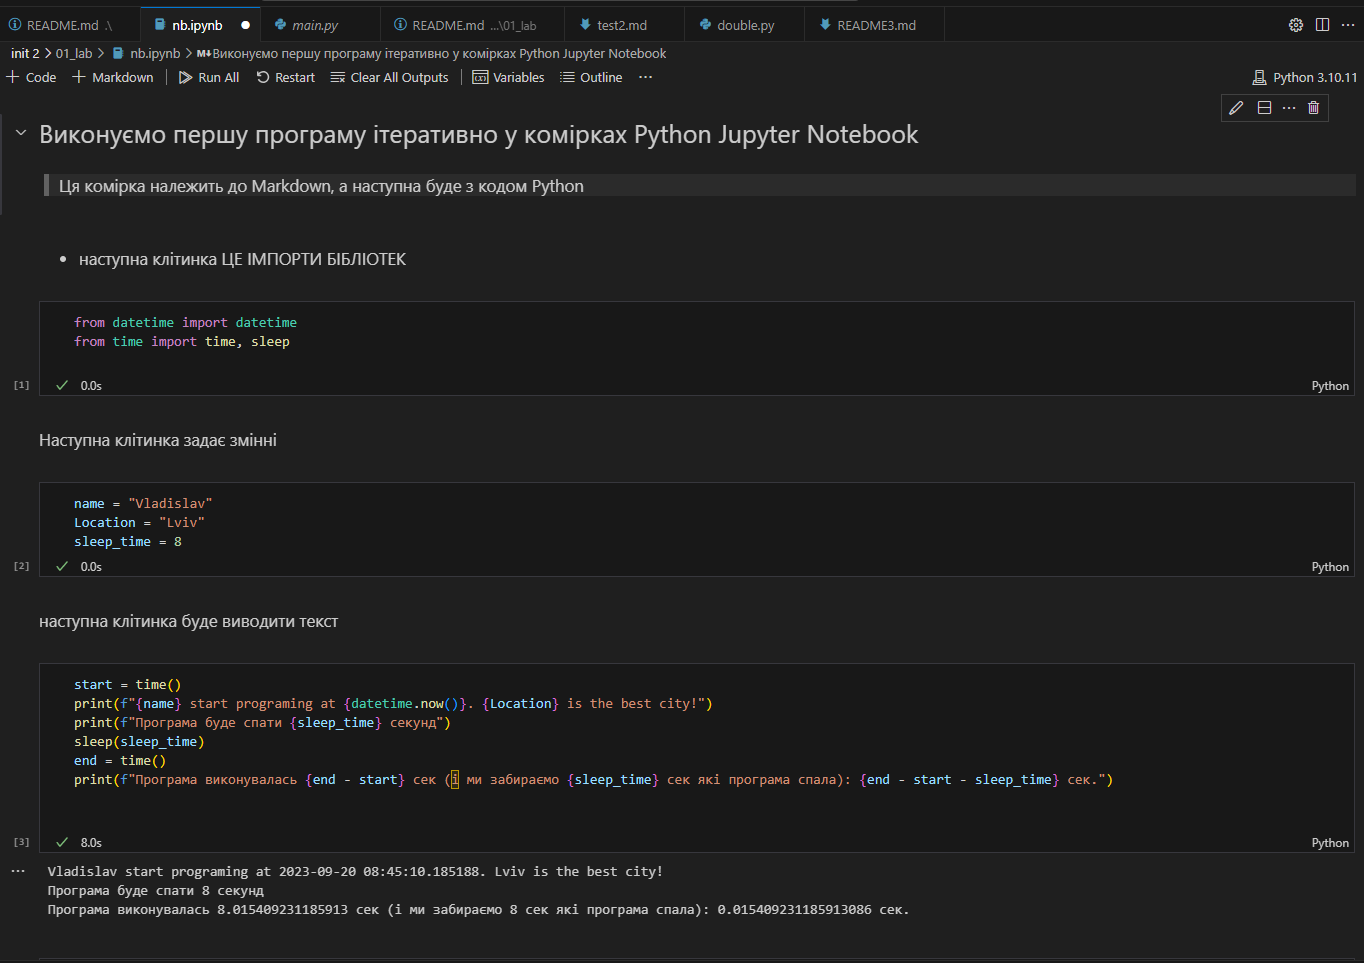 README.md .\ nb.ipynb main.py README.md ...\01_lab test2.md double.py README3.md
init 2 > 01_lab > nb.ipynb > M↓Виконуємо першу програму ітеративно у комірках Python Jupyter Notebook
+ Code + Markdown Run All Restart Clear All Outputs Variables Outline ... Python 3.10.11
Виконуємо першу програму ітеративно у комірках Python Jupyter Notebook
Ця комірка належить до Markdown, а наступна буде з кодом Python
• наступна клітинка ЦЕ ІМПОРТИ БІБЛІОТЕК
from datetime import datetime
from time import time, sleep
[1] ✓ 0.0s Python
Наступна клітинка задає змінні
name = "Vladislav"
Location = "Lviv"
sleep_time = 8
[2] ✓ 0.0s Python
наступна клітинка буде виводити текст
start = time()
print(f"{name} start programing at {datetime.now()}. {Location} is the best city!")
print(f"Програма буде спати {sleep_time} секунд")
sleep(sleep_time)
end = time()
print(f"Програма виконувалась {end - start} сек (і ми забираємо {sleep_time} сек які програма спала): {end - start - sleep_time} сек.")
[3] ✓ 8.0s Python
Vladislav start programing at 2023-09-20 08:45:10.185188. Lviv is the best city!
Програма буде спати 8 секунд
Програма виконувалась 8.015409231185913 сек (і ми забираємо 8 сек які програма спала): 0.015409231185913086 сек.